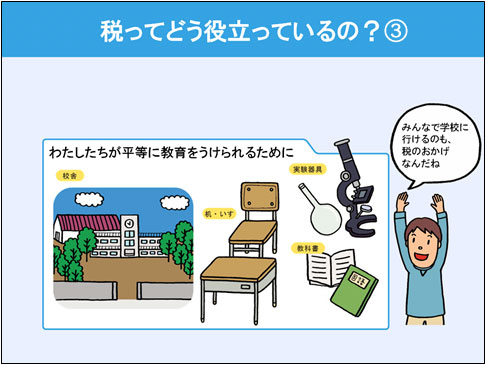 税ってどう役立っているの？③
みんなで学校に
行けるのも、
税のおかげ
なんだね
わたしたちが平等に教育をうけられるために
校舎
机・いす
実験器具
教科書
国語